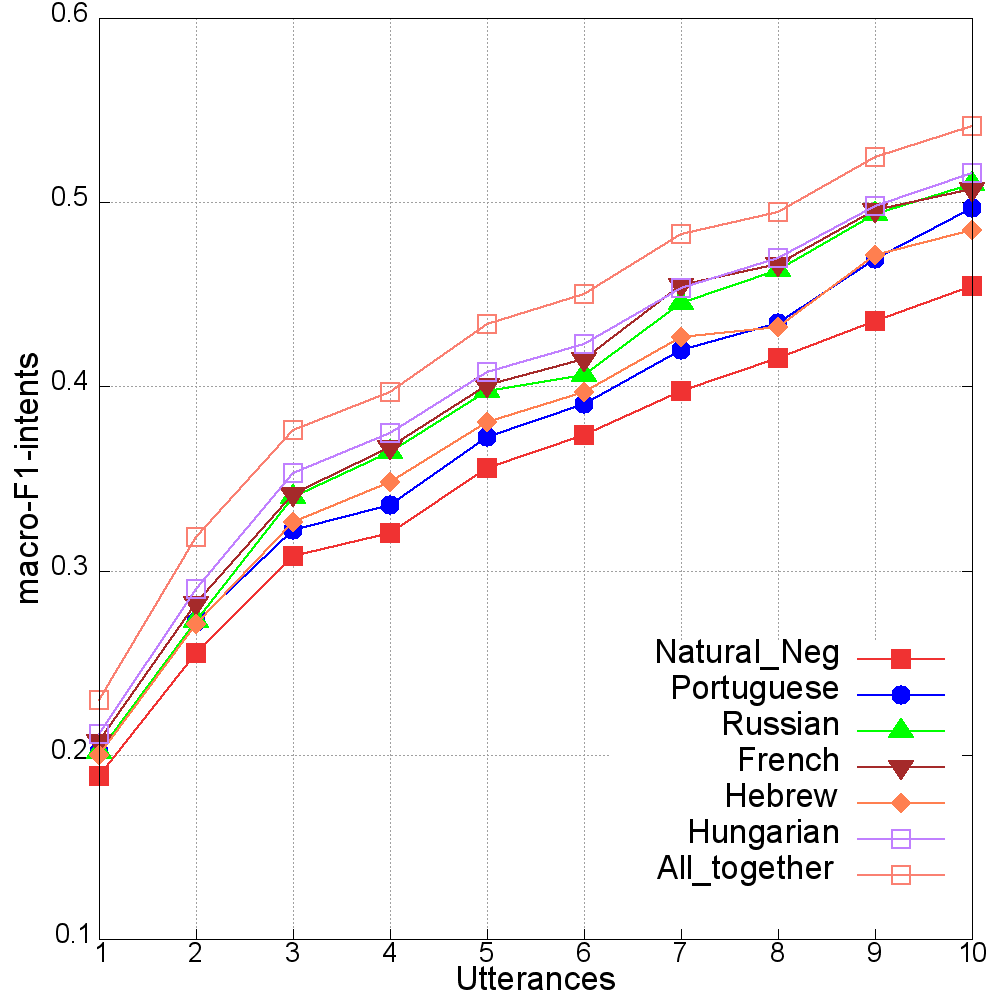 0.6
0.5
0.4
0.3
0.2
0.1
macro-F1-intents
Natural_Neg
Portuguese
Russian
French
Hebrew
Hungarian
All_together
1 2 3 4 5 6 7 8 9 10
Utterances